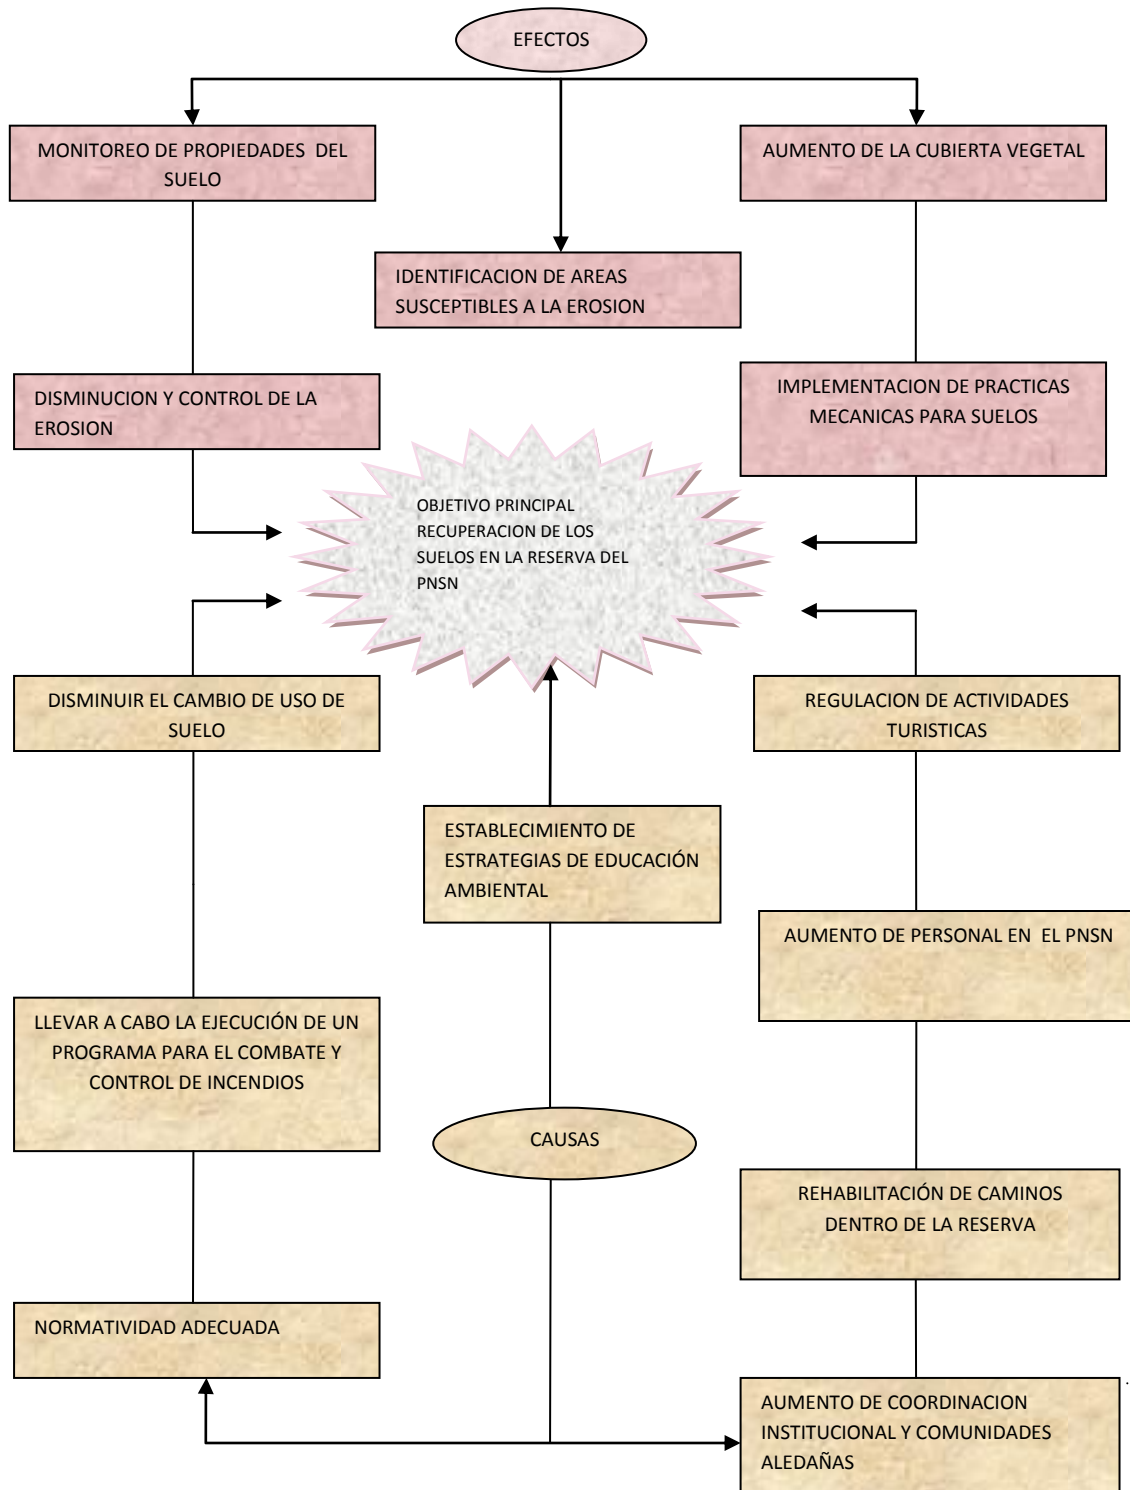 EFECTOS
MONITOREO DE PROPIEDADES DEL
SUELO
AUMENTO DE LA CUBIERTA VEGETAL
IDENTIFICACION DE AREAS
SUSCEPTIBLES A LA EROSION
DISMINUCION Y CONTROL DE LA
EROSION
IMPLEMENTACION DE PRACTICAS
MECANICAS PARA SUELOS
OBJETIVO PRINCIPAL
RECUPERACION DE LOS
SUELOS EN LA RESERVA DEL
PNSN
DISMINUIR EL CAMBIO DE USO DE
SUELO
REGULACION DE ACTIVIDADES
TURISTICAS
ESTABLECIMIENTO DE
ESTRATEGIAS DE EDUCACIÓN
AMBIENTAL
AUMENTO DE PERSONAL EN EL PNSN
LLEVAR A CABO LA EJECUCIÓN DE UN
PROGRAMA PARA EL COMBATE Y
CONTROL DE INCENDIOS
CAUSAS
REHABILITACIÓN DE CAMINOS
DENTRO DE LA RESERVA
NORMATIVIDAD ADECUADA
AUMENTO DE COORDINACION
INSTITUCIONAL Y COMUNIDADES
ALEDAÑAS
.